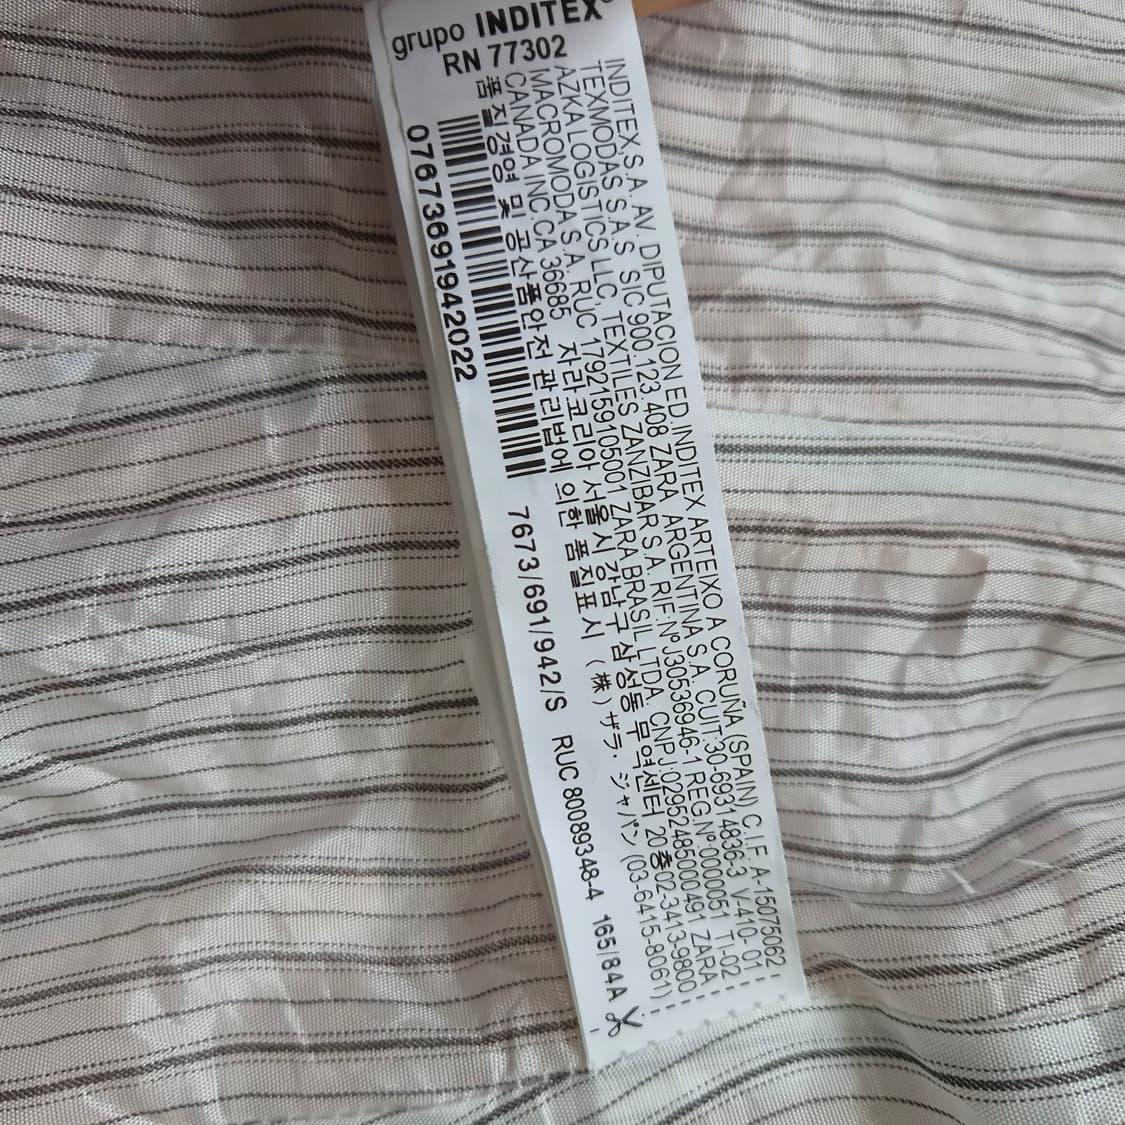 grupo INDITEX®
RN 77302
INDITEX,S.A. AV. DIPUTACION ED.INDITEX ARTEIXO A CORUÑA (SPAIN) C.I.F. A-15075062 -
TEXMODAS S.A.S SIC 900.123.408 ZARA ARGENTINA S.A. CUIT:30-69314836-3 V-410- 01 -
AZKA LOGISTICS LLC, TEXTILES ZANZIBAR S.A. RIF:Nº J30536946-1 REG.Nº 0000051 TI-02 -
MACROMODA S.A. RUC 1792159105001 ZARA BRASIL LTDA. CNPJ:02952485000491 ZARA -
CANADA INC.CA 36685 자라코리아 서울시 강남구 삼성동 무역센터 20층02-3413-9800 -
품질경영 및 공산품안전 관리법에 의한 품질표시 (株)ザラ・ジャパン (03-6415-8061) -
07673691942022
7673/691/942/S RUC 80089348-4 165/84A